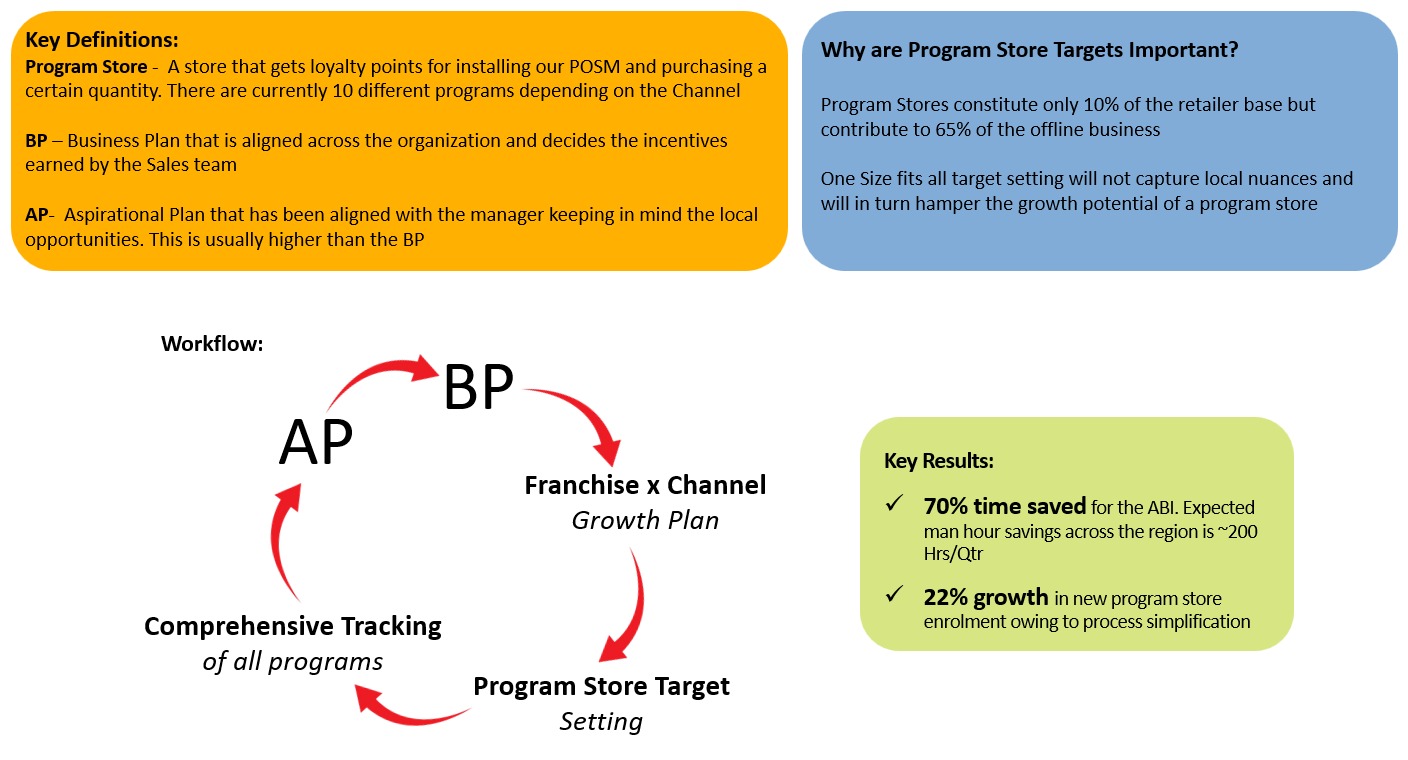 Key Definitions:
Program Store -  A store that gets loyalty points for installing our POSM and purchasing a
certain quantity. There are currently 10 different programs depending on the Channel
BP – Business Plan that is aligned across the organization and decides the incentives
earned by the Sales team
AP-  Aspirational Plan that has been aligned with the manager keeping in mind the local
opportunities. This is usually higher than the BP
Why are Program Store Targets Important?
Program Stores constitute only 10% of the retailer base but
contribute to 65% of the offline business
One Size fits all target setting will not capture local nuances and
will in turn hamper the growth potential of a program store
Workflow:
BP
AP
Franchise x Channel
Growth Plan
Comprehensive Tracking
of all programs
Program Store Target
Setting
Key Results:
✓ 70% time saved for the ABI. Expected
man hour savings across the region is ~200
Hrs/Qtr
✓ 22% growth in new program store
enrolment owing to process simplification